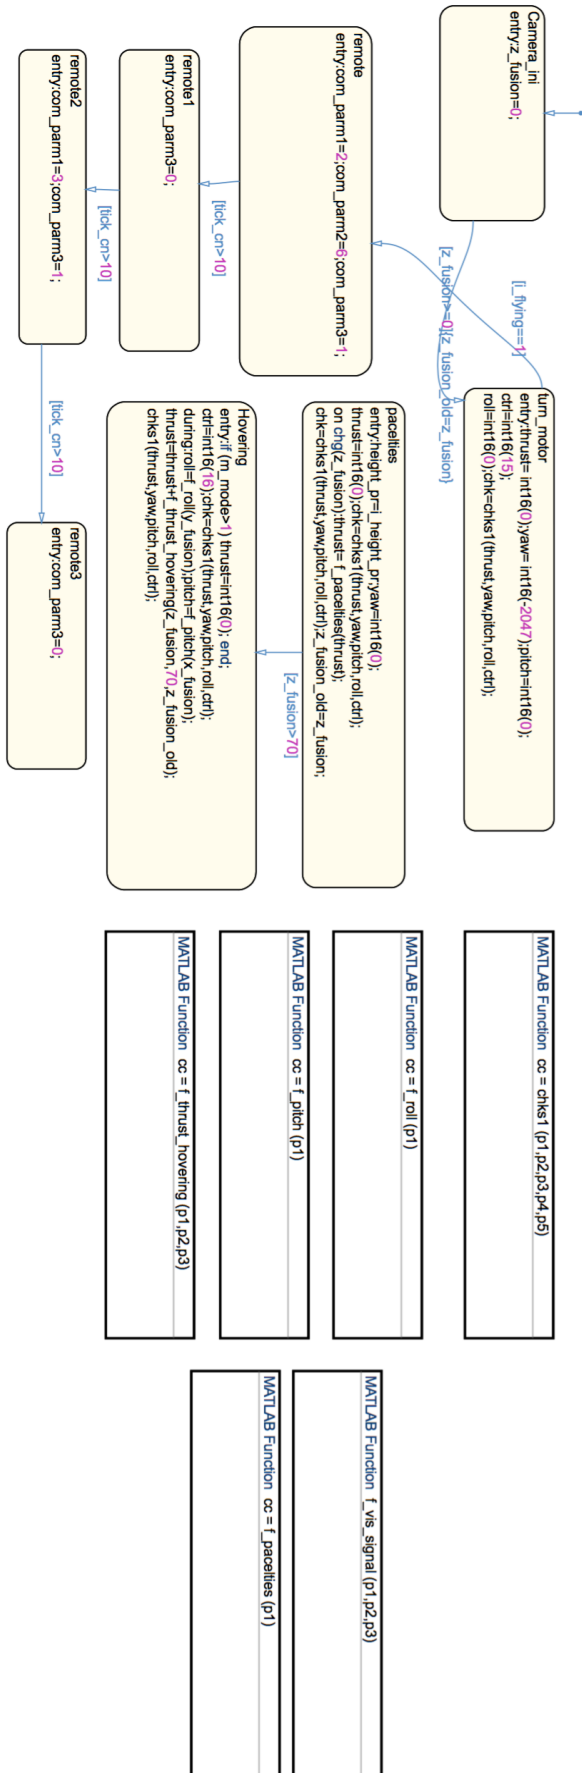 Camera_ini
entry:z_fusion=0;
[z_fusion>=0]{z_fusion_old=z_fusion}
[i_flying==1]
turn_motor
entry:thrust= int16(0);yaw= int16(-2047);pitch=int16(0);
ctrl=int16(15);
roll=int16(0);chk=chks1(thrust,yaw,pitch,roll,ctrl);
remote
entry:com_parm1=2;com_parm2=6;com_parm3=1;
[tick_cn>10]
remote1
entry:com_parm3=0;
[tick_cn>10]
remote2
entry:com_parm1=3;com_parm3=1;
[tick_cn>10]
remote3
entry:com_parm3=0;
pacelties
entry:height_pr=i_height_pr;yaw=int16(0);
thrust=int16(0);chk=chks1(thrust,yaw,pitch,roll,ctrl);
on chg(z_fusion):thrust= f_pacelties(thrust);
chk=chks1(thrust,yaw,pitch,roll,ctrl);z_fusion_old=z_fusion;
[z_fusion>70]
Hovering
entry:if (m_mode>1) thrust=int16(0); end;
ctrl=int16(16);chk=chks1(thrust,yaw,pitch,roll,ctrl);
during:roll=f_roll(y_fusion);pitch=f_pitch(x_fusion);
thrust=thrust+f_thrust_hovering(z_fusion,70,z_fusion_old);
chks1(thrust,yaw,pitch,roll,ctrl);
MATLAB Function cc = chks1 (p1,p2,p3,p4,p5)
MATLAB Function cc = f_roll (p1)
MATLAB Function cc = f_pitch (p1)
MATLAB Function cc = f_thrust_hovering (p1,p2,p3)
MATLAB Function f_vis_signal (p1,p2,p3)
MATLAB Function cc = f_pacelties (p1)